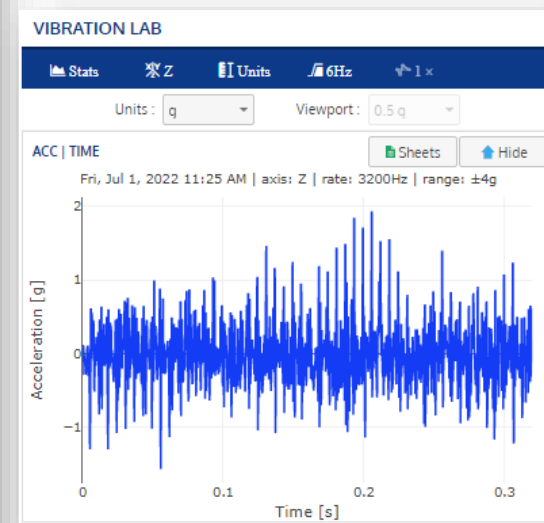 VIBRATION LAB
Stats Z Units 6Hz 1 ×
Units : g Viewport : 0.5 g
ACC | TIME Sheets Hide
Fri, Jul 1, 2022 11:25 AM | axis: Z | rate: 3200Hz | range: ±4g
2
1
0
−1
Acceleration [g]
0 0.1 0.2 0.3
Time [s]